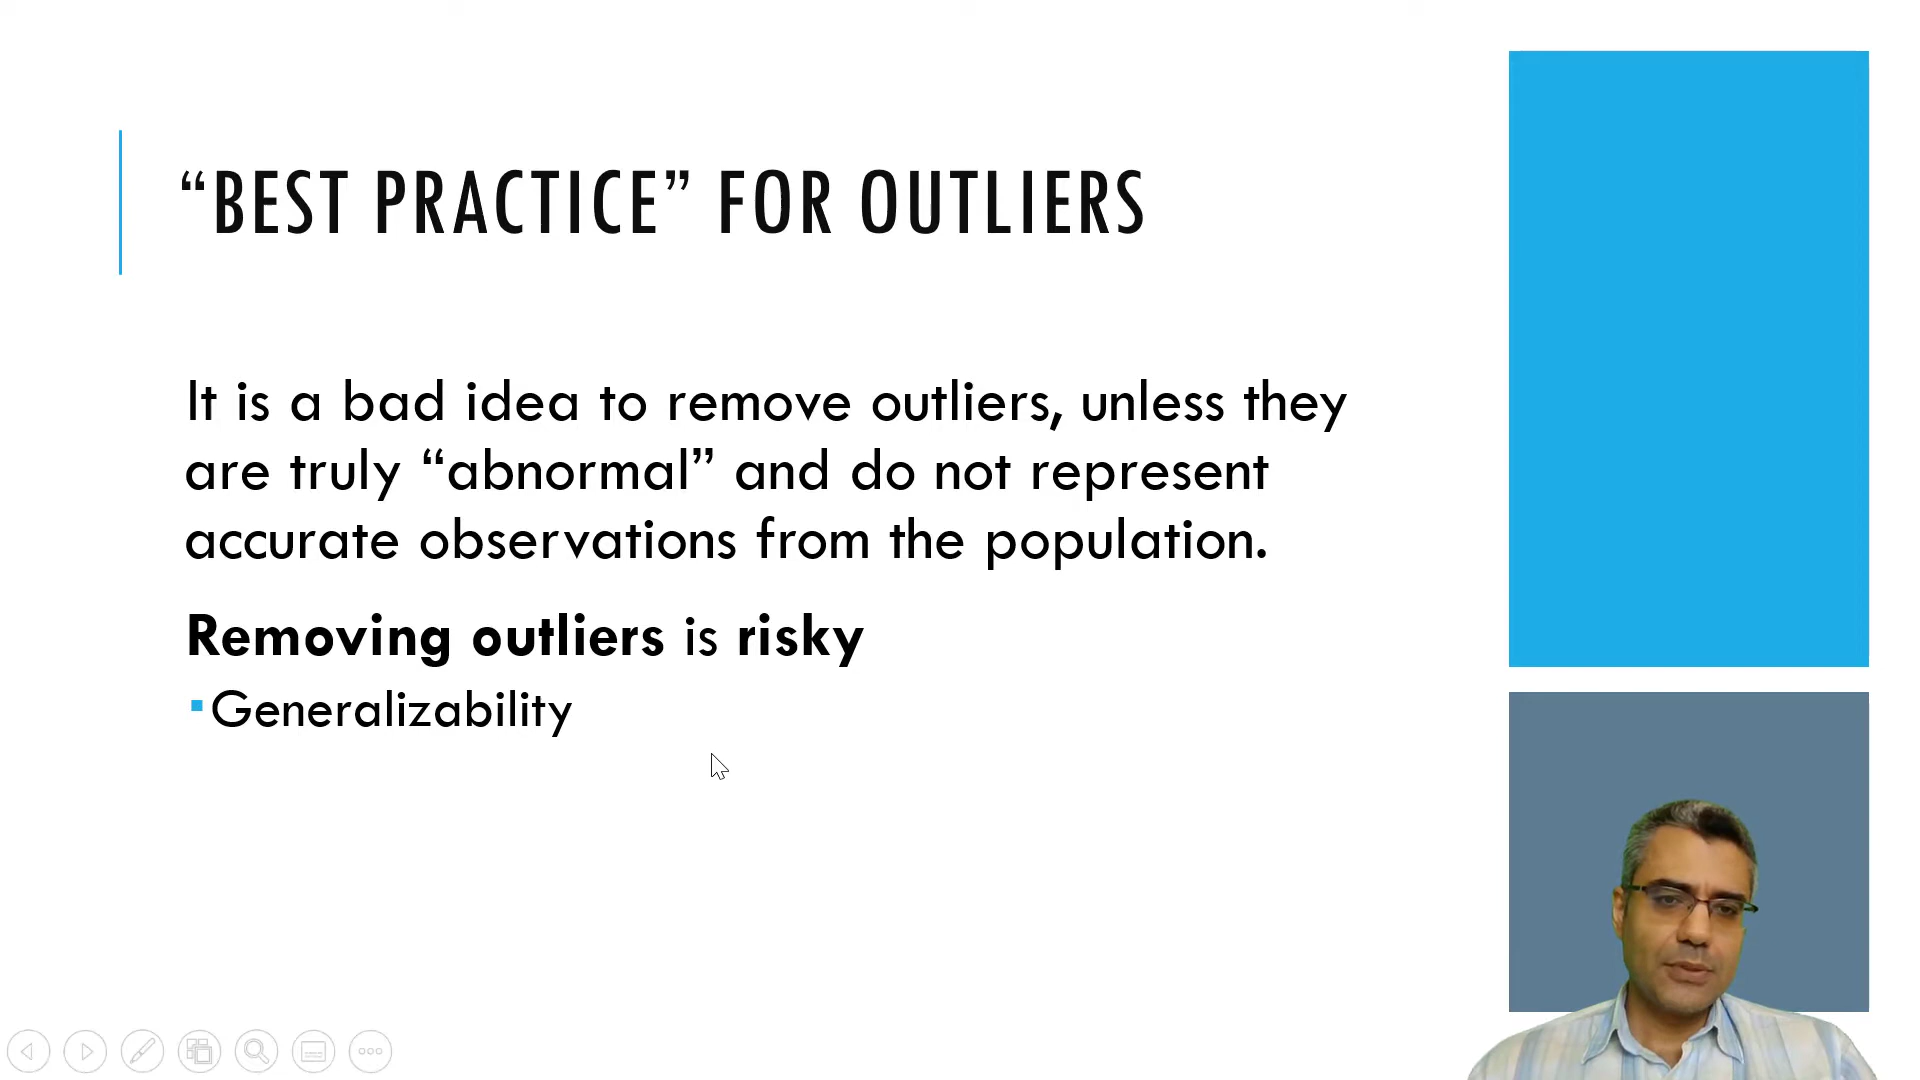 “BEST PRACTICE” FOR OUTLIERS
It is a bad idea to remove outliers, unless they
are truly “abnormal” and do not represent
accurate observations from the population.
Removing outliers is risky
▪Generalizability